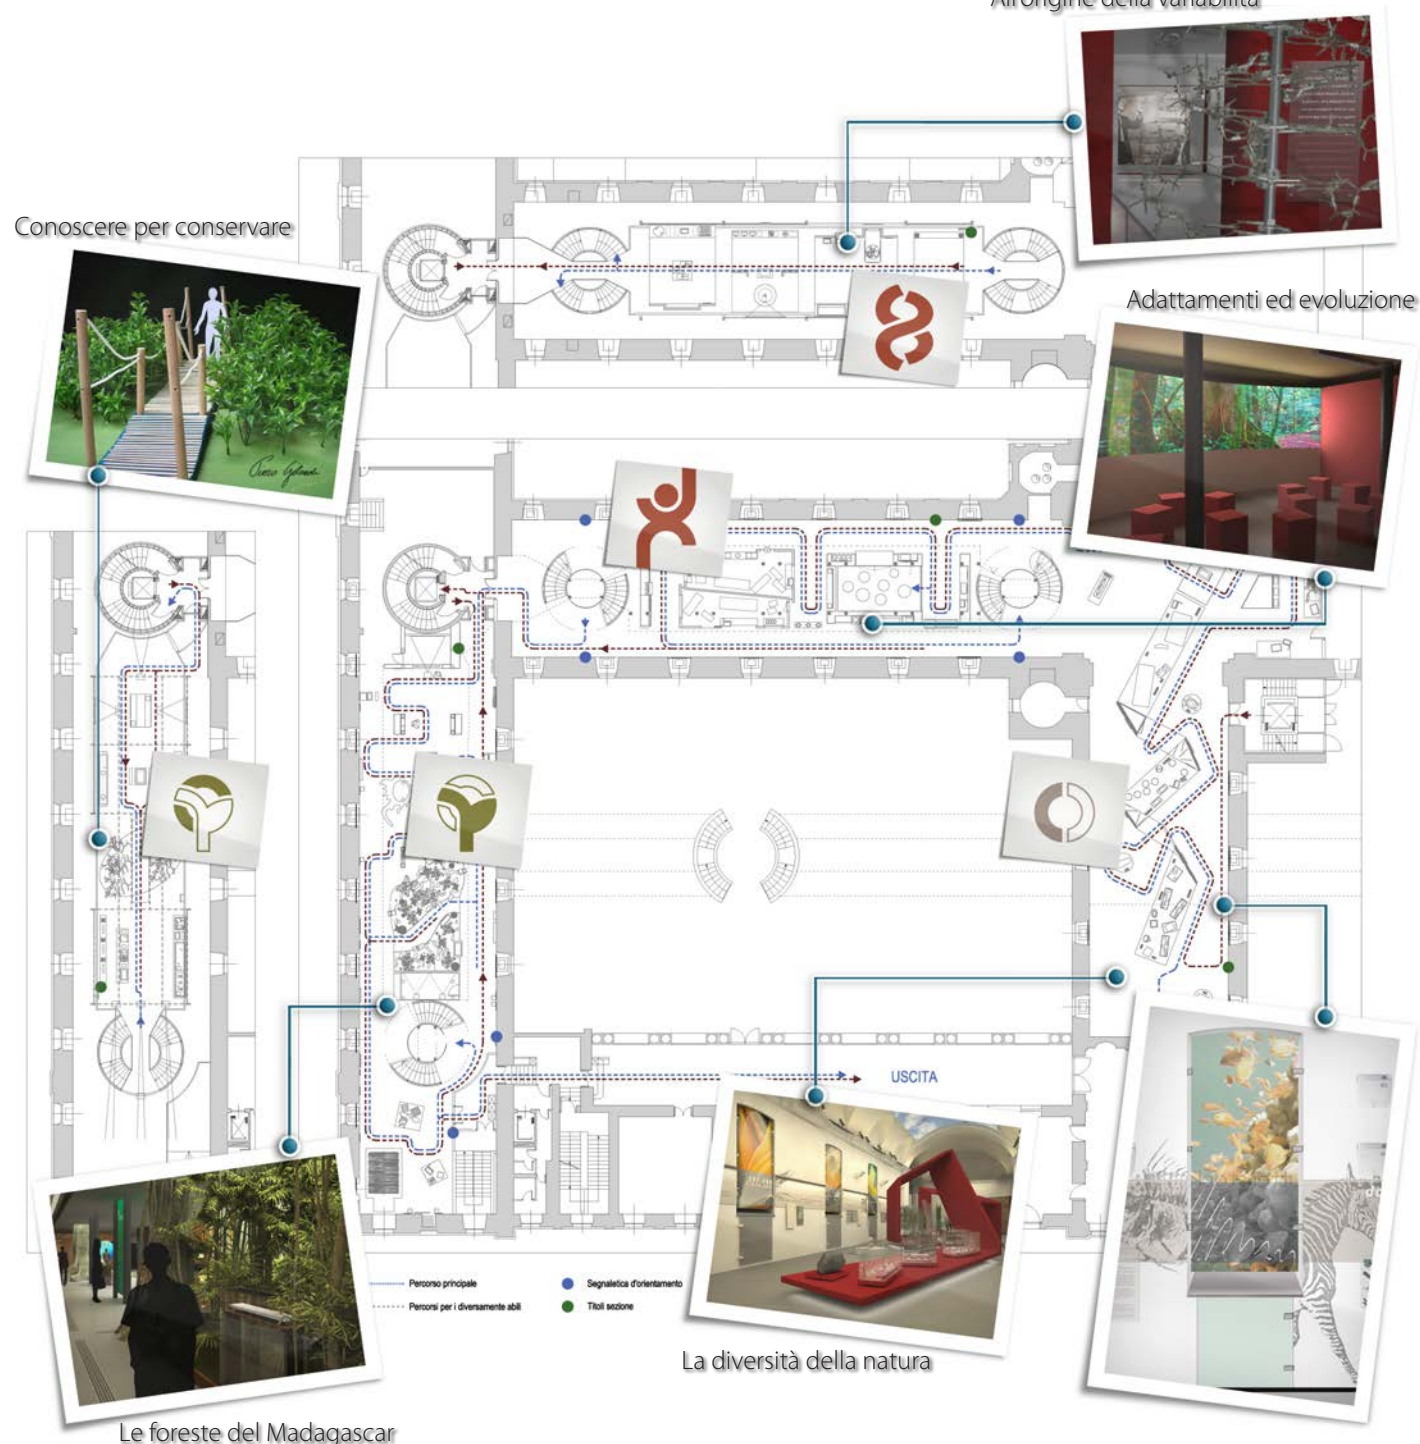 All'origine della variabilità
Conoscere per conservare
Adattamenti ed evoluzione
USCITA
Percorso principale
Segnaletica d'orientamento
Percorsi per i diversamente abili
Titoli sezione
La diversità della natura
Le foreste del Madagascar